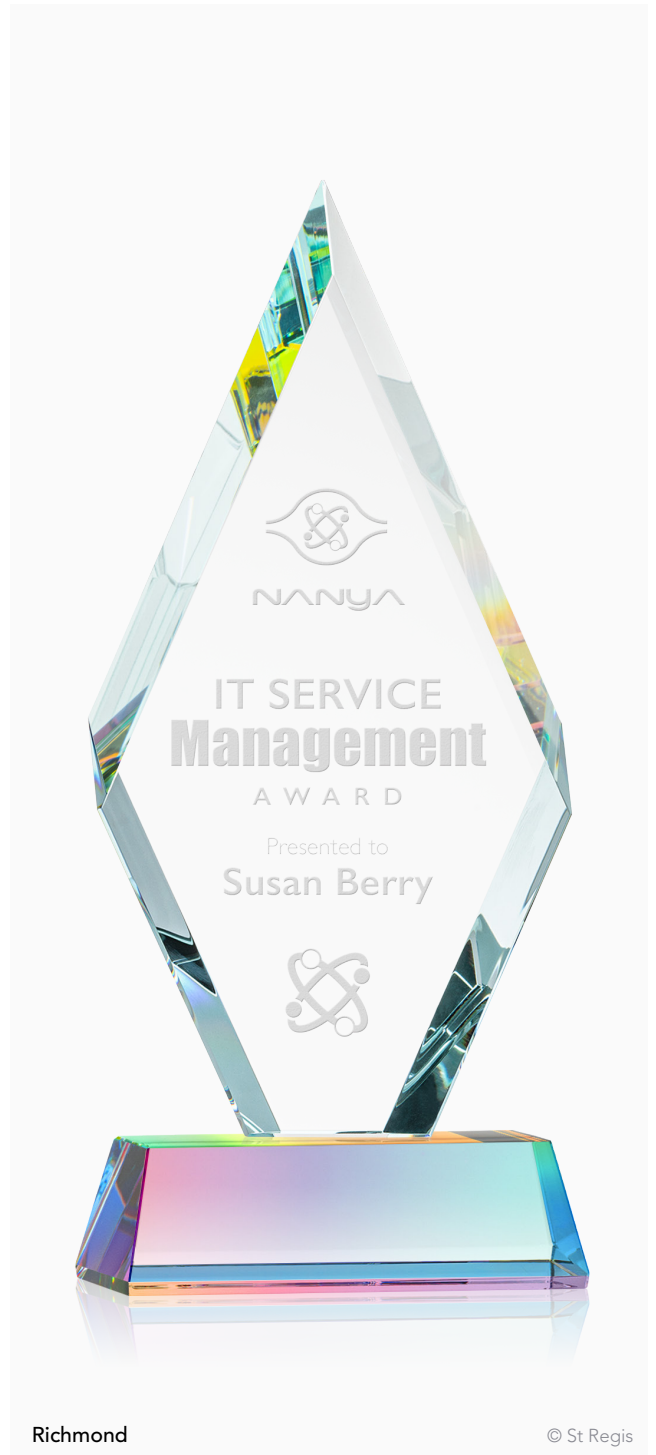 NANYA
IT SERVICE
Management
AWARD
Presented to
Susan Berry
Richmond
© St Regis